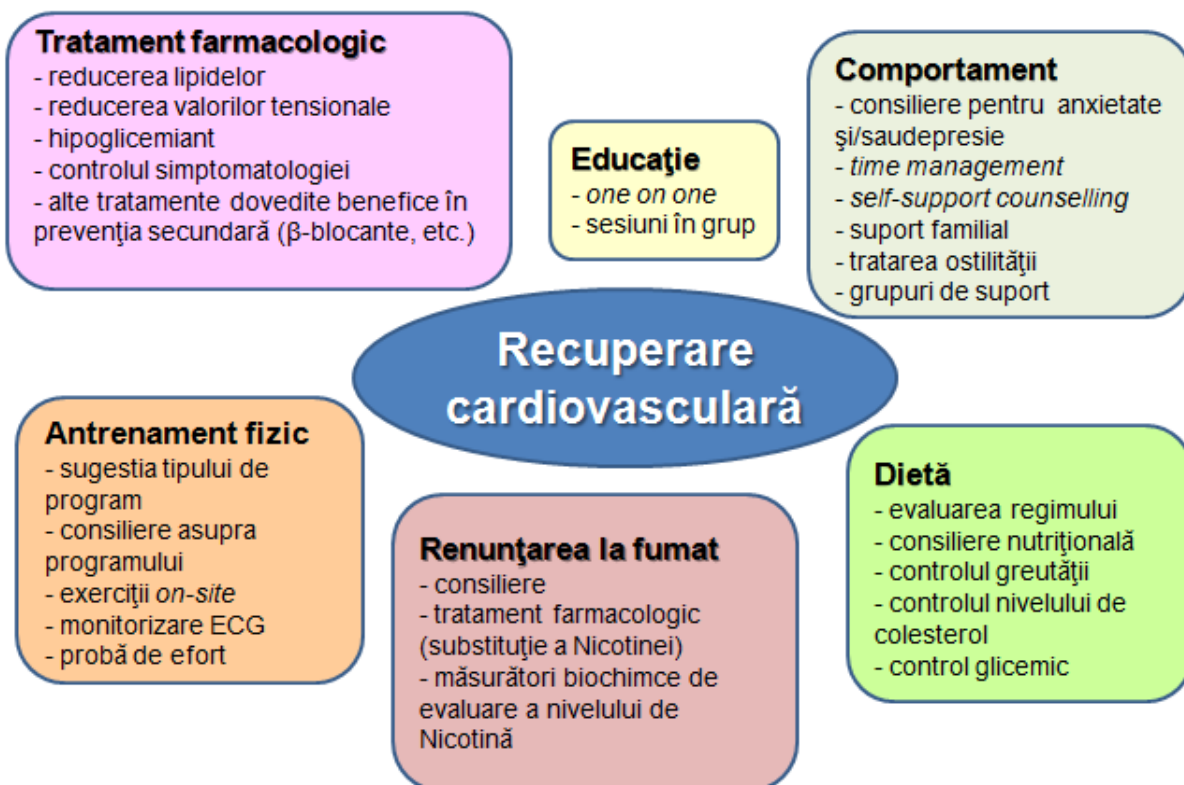 Tratament farmacologic
- reducerea lipidelor
- reducerea valorilor tensionale
- hipoglicemiant
- controlul simptomatologiei
- alte tratamente dovedite benefice în
prevenţia secundară (β-blocante, etc.)
Educaţie
- one on one
- sesiuni în grup
Comportament
- consiliere pentru anxietate
şi/saudepresie
- time management
- self-support counselling
- suport familial
- tratarea ostilităţii
- grupuri de suport
Recuperare
cardiovasculară
Antrenament fizic
- sugestia tipului de
program
- consiliere asupra
programului
- exerciţii on-site
- monitorizare ECG
- probă de efort
Renunţarea la fumat
- consiliere
- tratament farmacologic
(substituţie a Nicotinei)
- măsurători biochimce de
evaluare a nivelului de
Nicotină
Dietă
- evaluarea regimului
- consiliere nutriţională
- controlul greutăţii
- controlul nivelului de
colesterol
- control glicemic